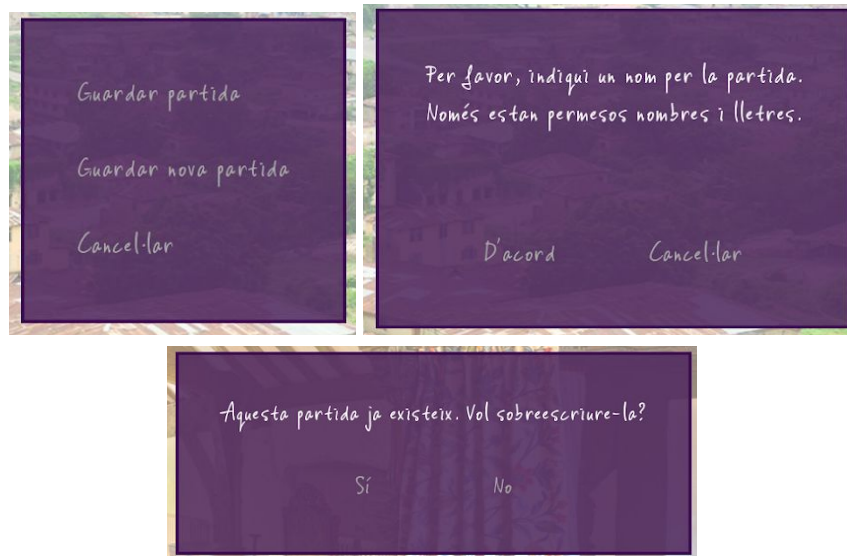 Guardar partida
Guardar nova partida
Cancel·lar
Per favor, indiqui un nom per la partida.
Només estan permesos nombres i lletres.
D'acord
Cancel·lar
Aquesta partida ja existeix. Vol sobreescriure-la?
Sí
No